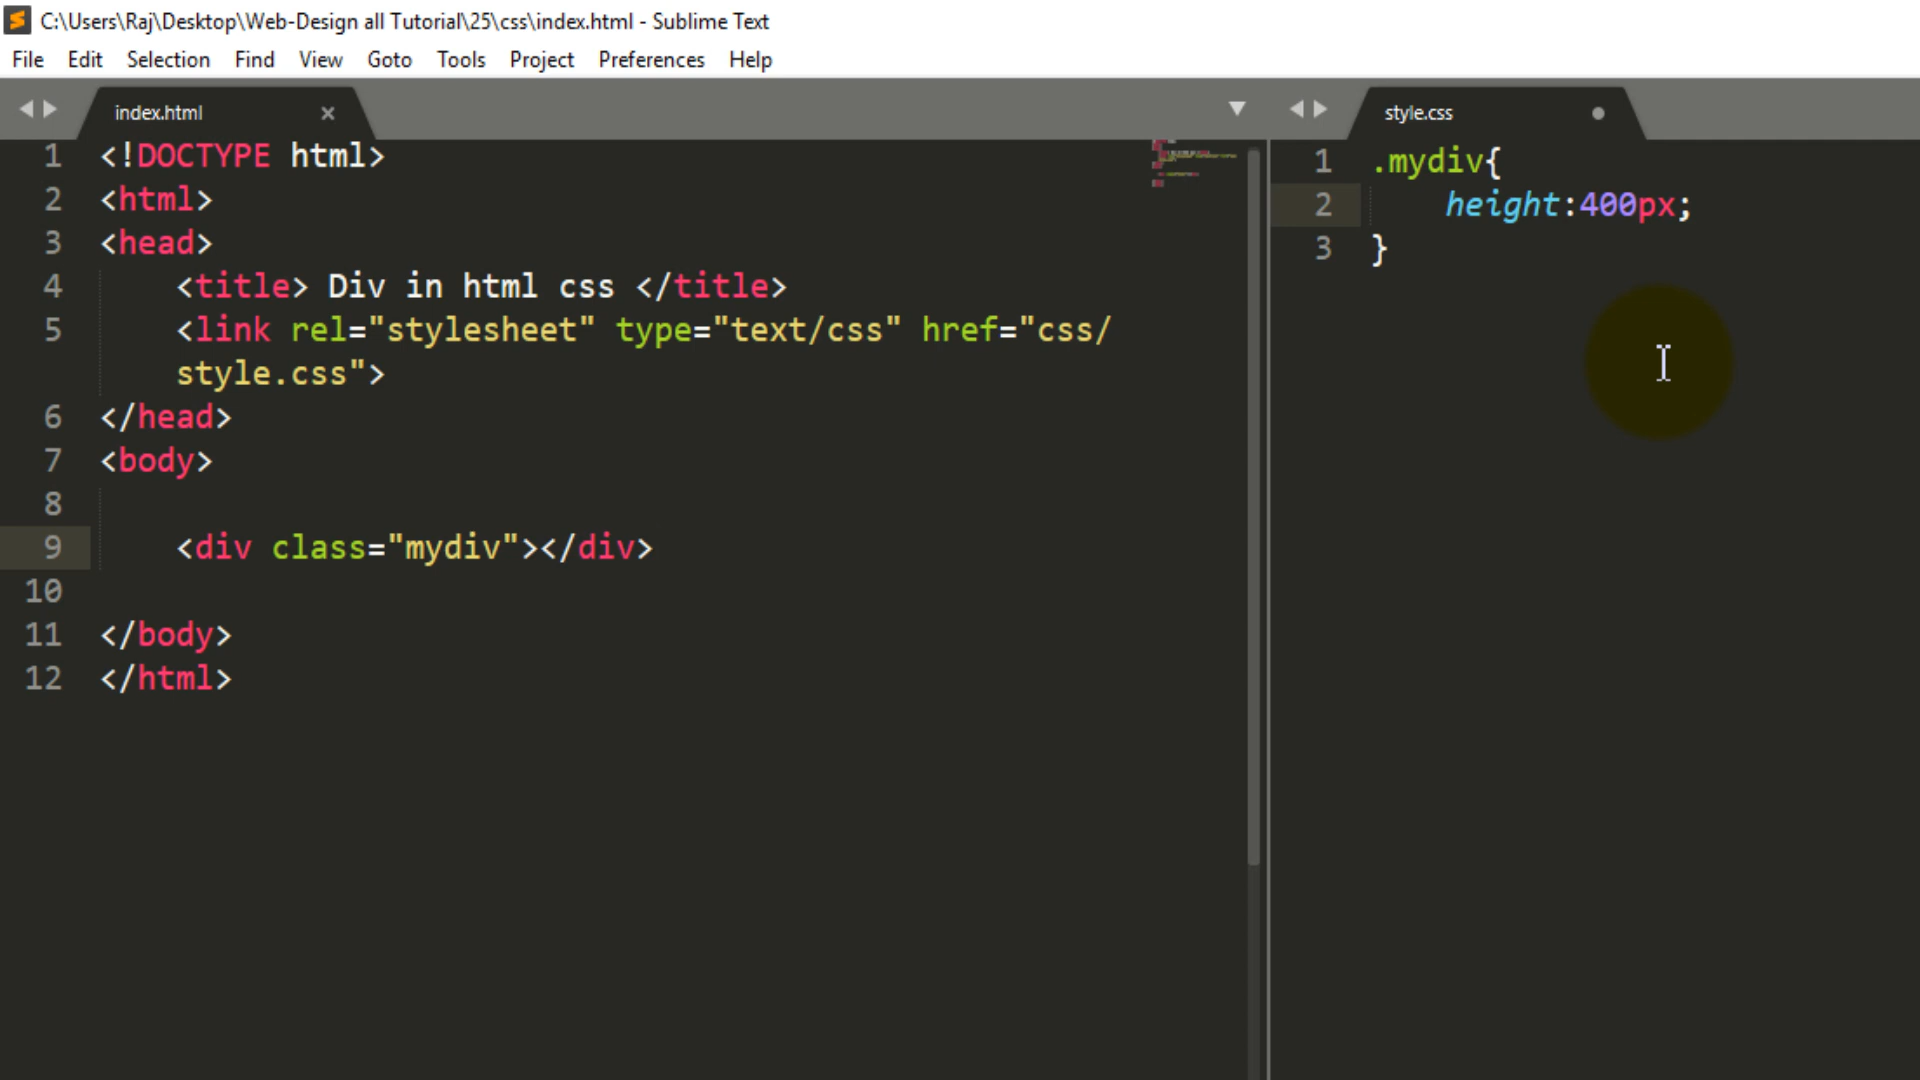 C:\Users\Raj\Desktop\Web-Design all Tutorial\25\css\index.html - Sublime Text
File Edit Selection Find View Goto Tools Project Preferences Help
index.html
1 <!DOCTYPE html>
2 <html>
3 <head>
4 <title> Div in html css </title>
5 <link rel="stylesheet" type="text/css" href="css/
style.css">
6 </head>
7 <body>
8
9 <div class="mydiv"></div>
10
11 </body>
12 </html>
style.css
1 .mydiv{
2 height:400px;
3 }